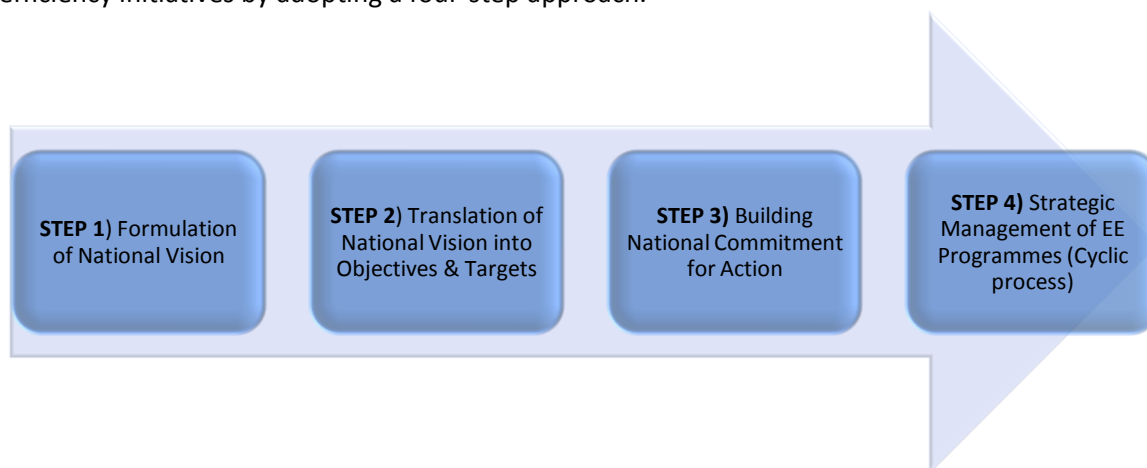 efficiency initiatives by adopting a four-step approach.
STEP 1) Formulation
of National Vision
STEP 2) Translation of
National Vision into
Objectives & Targets
STEP 3) Building
National Commitment
for Action
STEP 4) Strategic
Management of EE
Programmes (Cyclic
process)